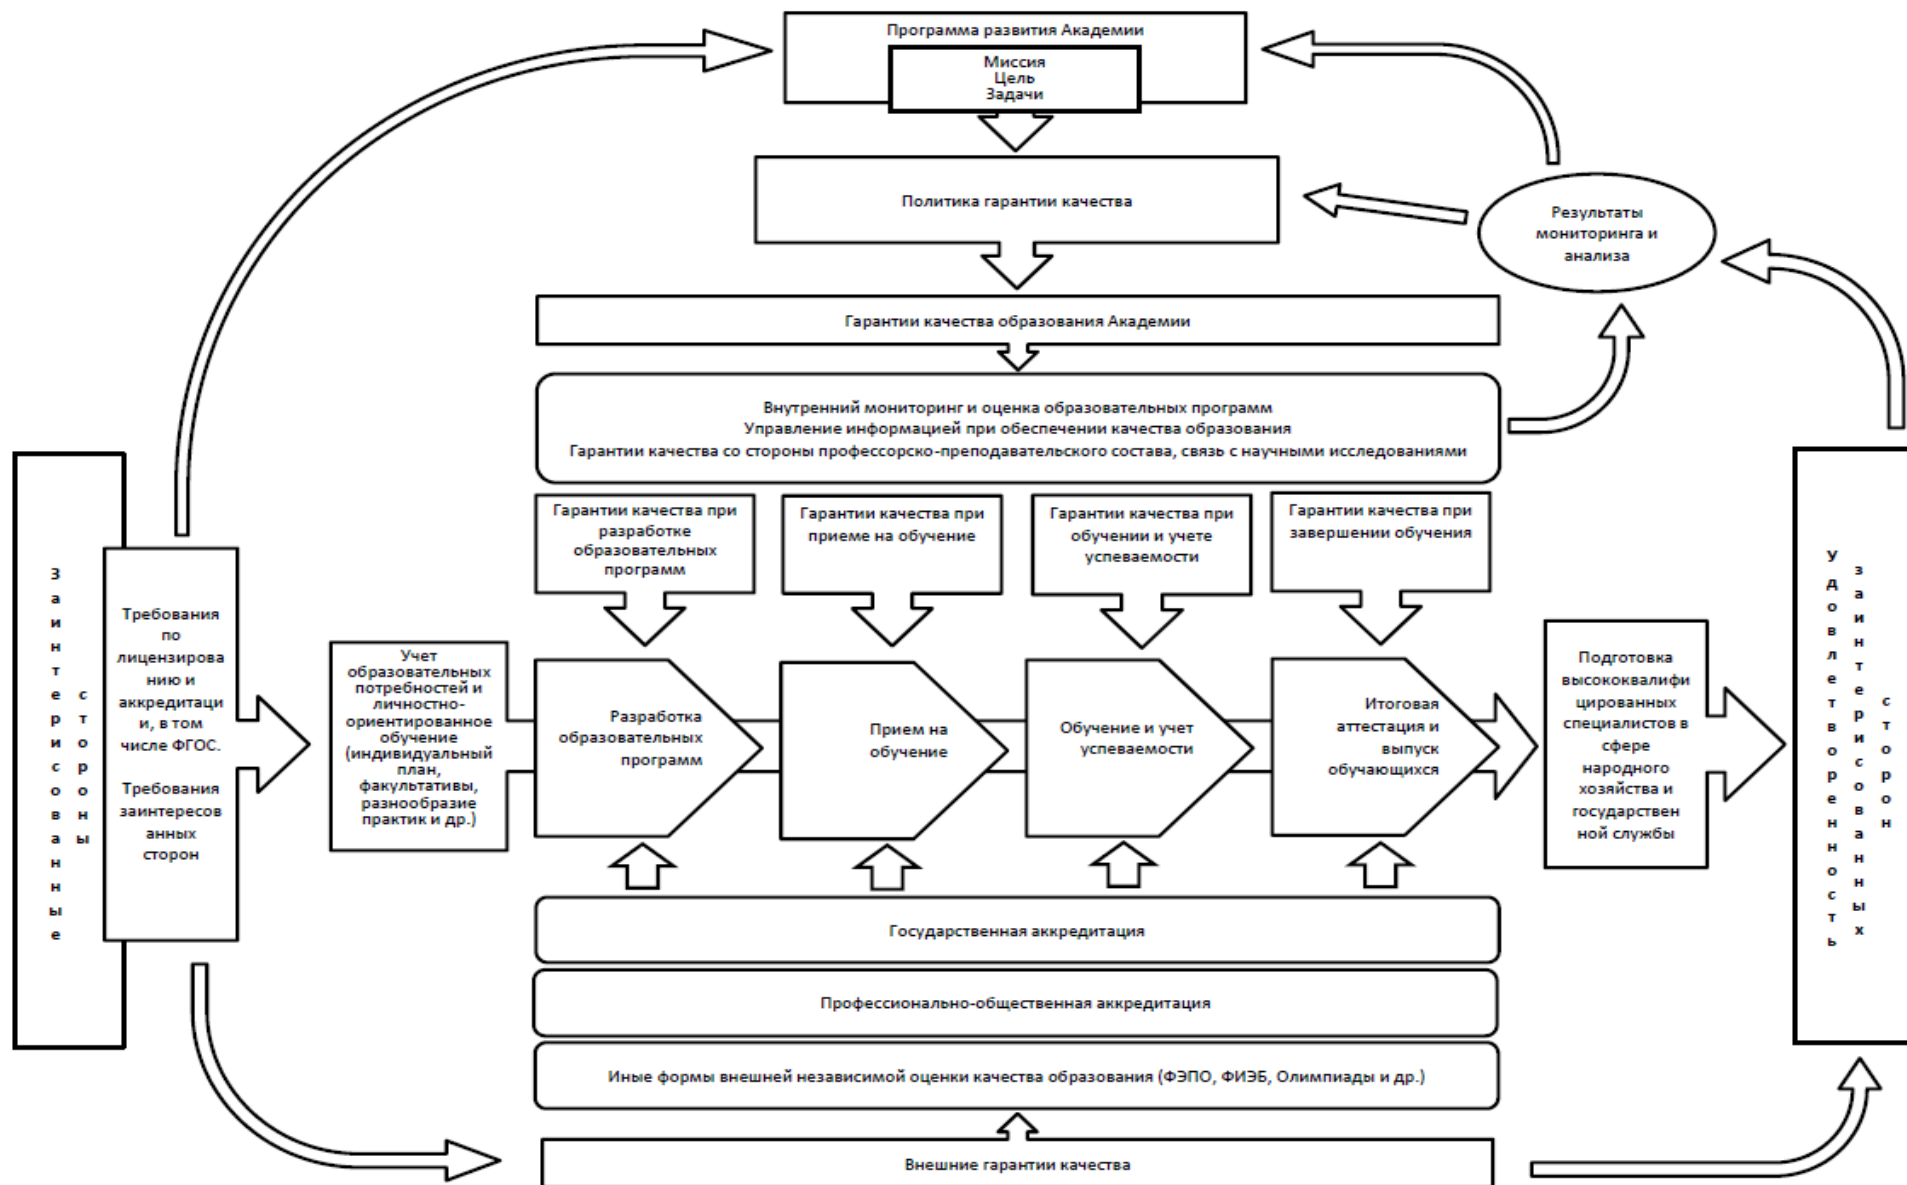 Программа развития Академии
Миссия
Цель
Задачи
Политика гарантии качества
Результаты
мониторинга и
анализа
Гарантии качества образования Академии
Внутренний мониторинг и оценка образовательных программ
Управление информацией при обеспечении качества образования
Гарантии качества со стороны профессорско-преподавательского состава, связь с научными исследованиями
Гарантии качества при
разработке
образовательных
программ
Гарантии качества при
приеме на обучение
Гарантии качества при
обучении и учете
успеваемости
Гарантии качества при
завершении обучения
Заинтерисованные
стороны
Требования
по
лицензирова
нию и
аккредитаци
и, в том
числе ФГОС.
Требования
заинтересов
анных
сторон
Учет
образовательных
потребностей и
личностно-
ориентированное
обучение
(индивидуальный
план,
факультативы,
разнообразие
практик и др.)
Разработка
образовательных
программ
Прием на
обучение
Обучение и учет
успеваемости
Итоговая
аттестация и
выпуск
обучающихся
Подготовка
высококвалифи
цированных
специалистов в
сфере
народного
хозяйства и
государствен
ной службы
Удовлетворенность
заинтерисованных
сторон
Государственная аккредитация
Профессионально-общественная аккредитация
Иные формы внешней независимой оценки качества образования (ФЭПО, ФИЭБ, Олимпиады и др.)
Внешние гарантии качества